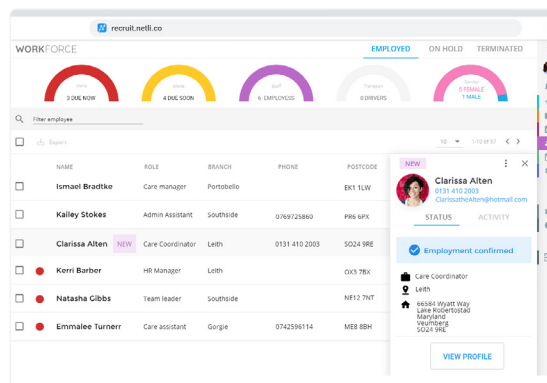 recruit.netli.co
WORKFORCE
EMPLOYED ON HOLD TERMINATED
2 DUE NOW
4 DUE SOON
Staff
6 EMPLOYEES
Transport
0 DRIVERS
Gender
5 FEMALE
1 MALE
Filter employee
Export
10
1-10 of 57
NAME ROLE BRANCH PHONE POSTCODE
Ismael Bradtke Care manager Portobello EK1 1LW
Kailey Stokes Admin Assistant Southside 0769725860 PR6 6PX
Clarissa Alten NEW Care Coordinator Leith 0131 410 2003 SO24 9RE
Kerri Barber HR Manager Leith OX3 7BX
Natasha Gibbs Team leader Southside NE12 7NT
Emmalee Turnerr Care assistant Gorgie 0742596114 ME8 8BH
NEW
Clarissa Alten
0131 410 2003
ClarissatheAlten@hotmail.com
STATUS ACTIVITY
Employment confirmed
Care Coordinator
Leith
66584 Wyatt Way
Lake Robertostad
Maryland
Veumberg
SO24 9RE
VIEW PROFILE